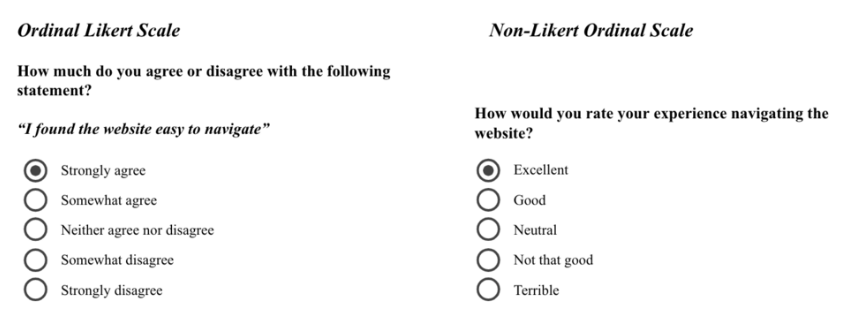 Ordinal Likert Scale
How much do you agree or disagree with the following
statement?
“I found the website easy to navigate”
Strongly agree
Somewhat agree
Neither agree nor disagree
Somewhat disagree
Strongly disagree
Non-Likert Ordinal Scale
How would you rate your experience navigating the
website?
Excellent
Good
Neutral
Not that good
Terrible